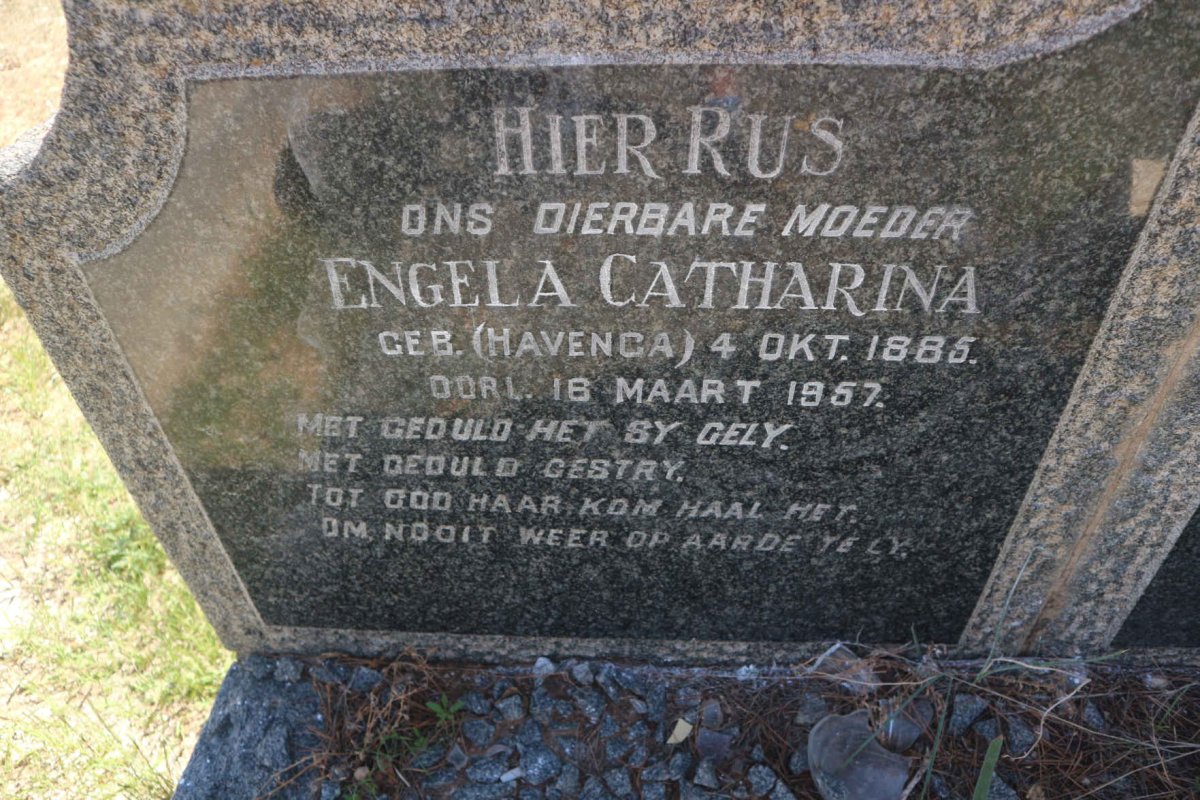 HIER RUS
ONS DIERBARE MOEDER
ENGELA CATHARINA
GEB. (HAVENGA) 4 OKT. 1885.
OORL. 16 MAART 1957.
MET GEDULD HET SY GELY.
MET GEDULD GESTRY,
TOT GOD HAAR KOM HAAL HET.
OM NOOIT WEER OP AARDE TE LY.